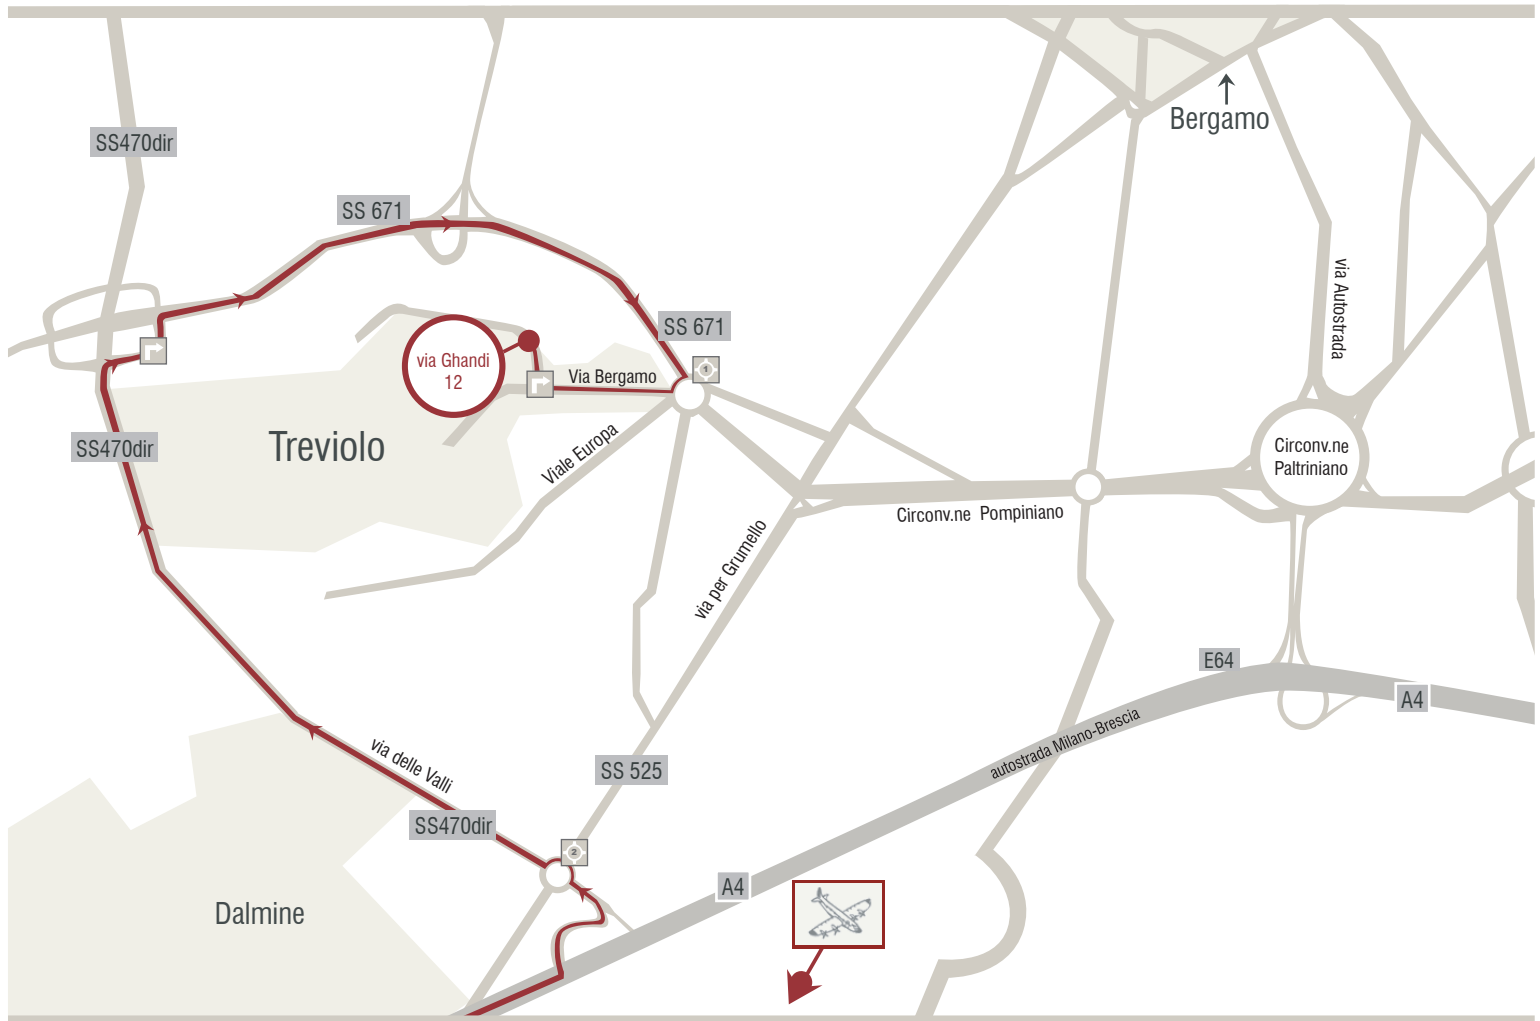 Bergamo
SS470dir
SS 671
via Autostrada
SS 671
1
via Ghandi
12
Via Bergamo
SS470dir
Treviolo
Viale Europa
Circonv.ne
Paltriniano
Circonv.ne Pompiniano
via per Grumello
E64
A4
autostrada Milano-Brescia
via delle Valli
SS 525
SS470dir
2
A4
Dalmine